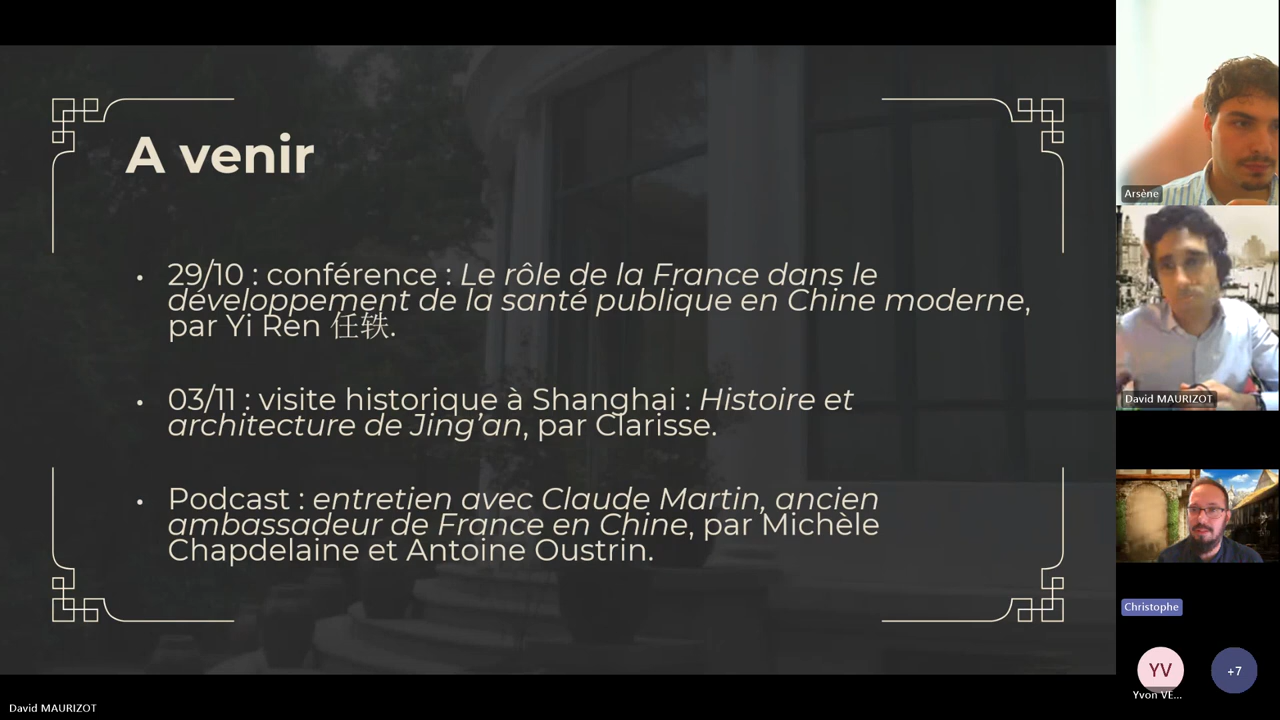 A venir
• 29/10 : conférence : Le rôle de la France dans le
développement de la santé publique en Chine moderne,
par Yi Ren 任轶.
• 03/11 : visite historique à Shanghai : Histoire et
architecture de Jing’an, par Clarisse.
• Podcast : entretien avec Claude Martin, ancien
ambassadeur de France en Chine, par Michèle
Chapdelaine et Antoine Oustrin.
Arsène
David MAURIZOT
Christophe
YV
Yvon VE...
+7
David MAURIZOT